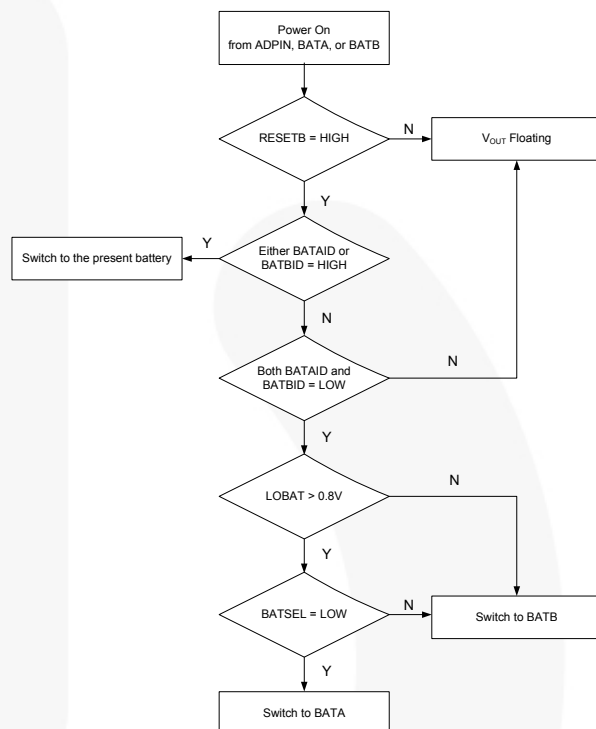 Power On
from ADPIN, BATA, or BATB
RESETB = HIGH
N
VOUT Floating
Y
Either BATAID or
BATBID = HIGH
Y
Switch to the present battery
N
Both BATAID and
BATBID = LOW
N
Y
LOBAT > 0.8V
N
Y
BATSEL = LOW
N
Switch to BATB
Y
Switch to BATA